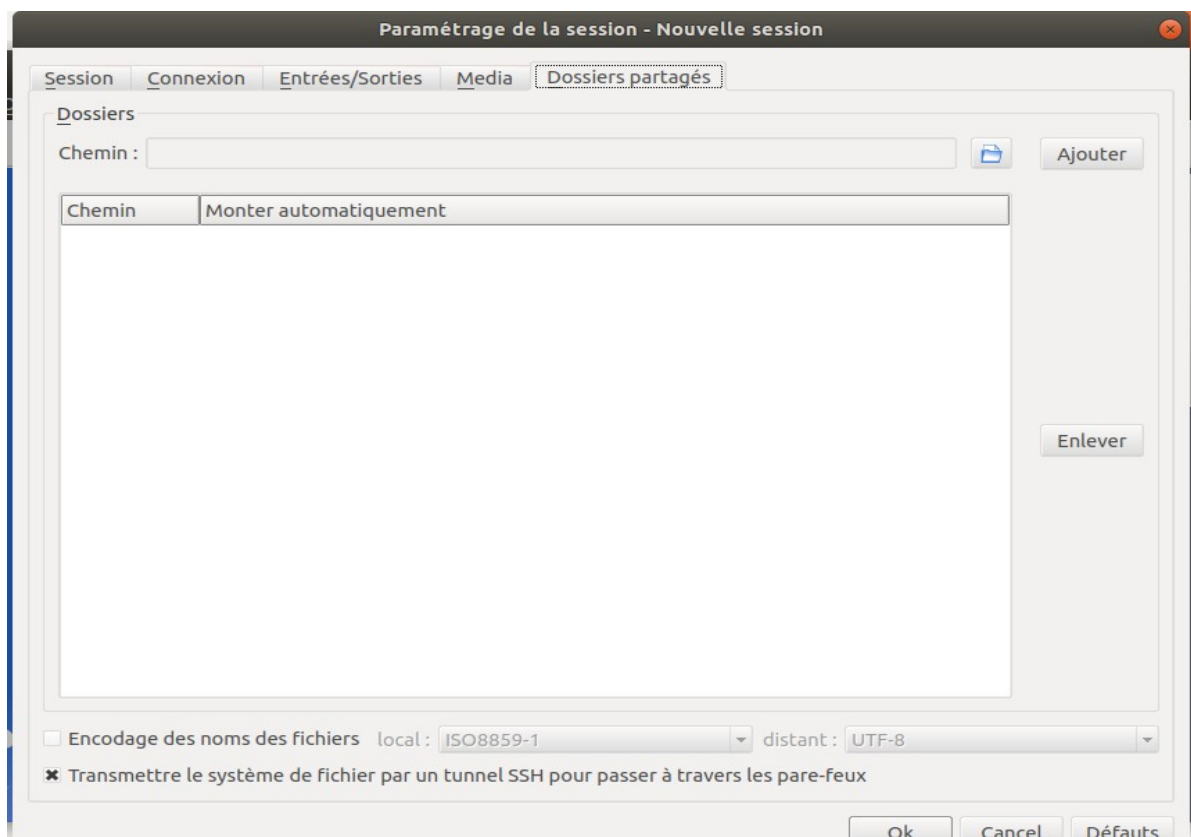 Paramétrage de la session - Nouvelle session
Session Connexion Entrées/Sorties Media Dossiers partagés
Dossiers
Chemin : Ajouter
Chemin Monter automatiquement
Enlever
Encodage des noms des fichiers local : ISO8859-1 distant : UTF-8
Transmettre le système de fichier par un tunnel SSH pour passer à travers les pare-feux
Ok Cancel Défauts